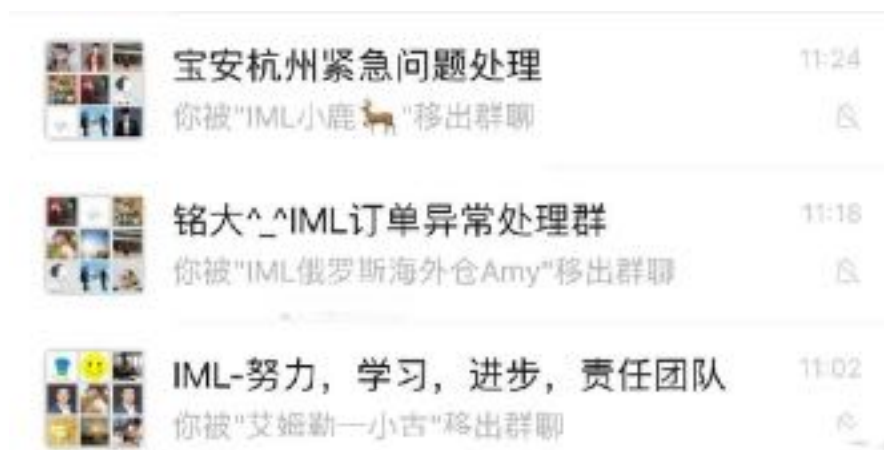 宝安杭州紧急问题处理
11:24
你被"IML小鹿🦌"移出群聊
铭大^_^IML订单异常处理群
11:18
你被"IML俄罗斯海外仓Amy"移出群聊
IML-努力，学习，进步，责任团队
11:02
你被"艾姆勒—小古"移出群聊